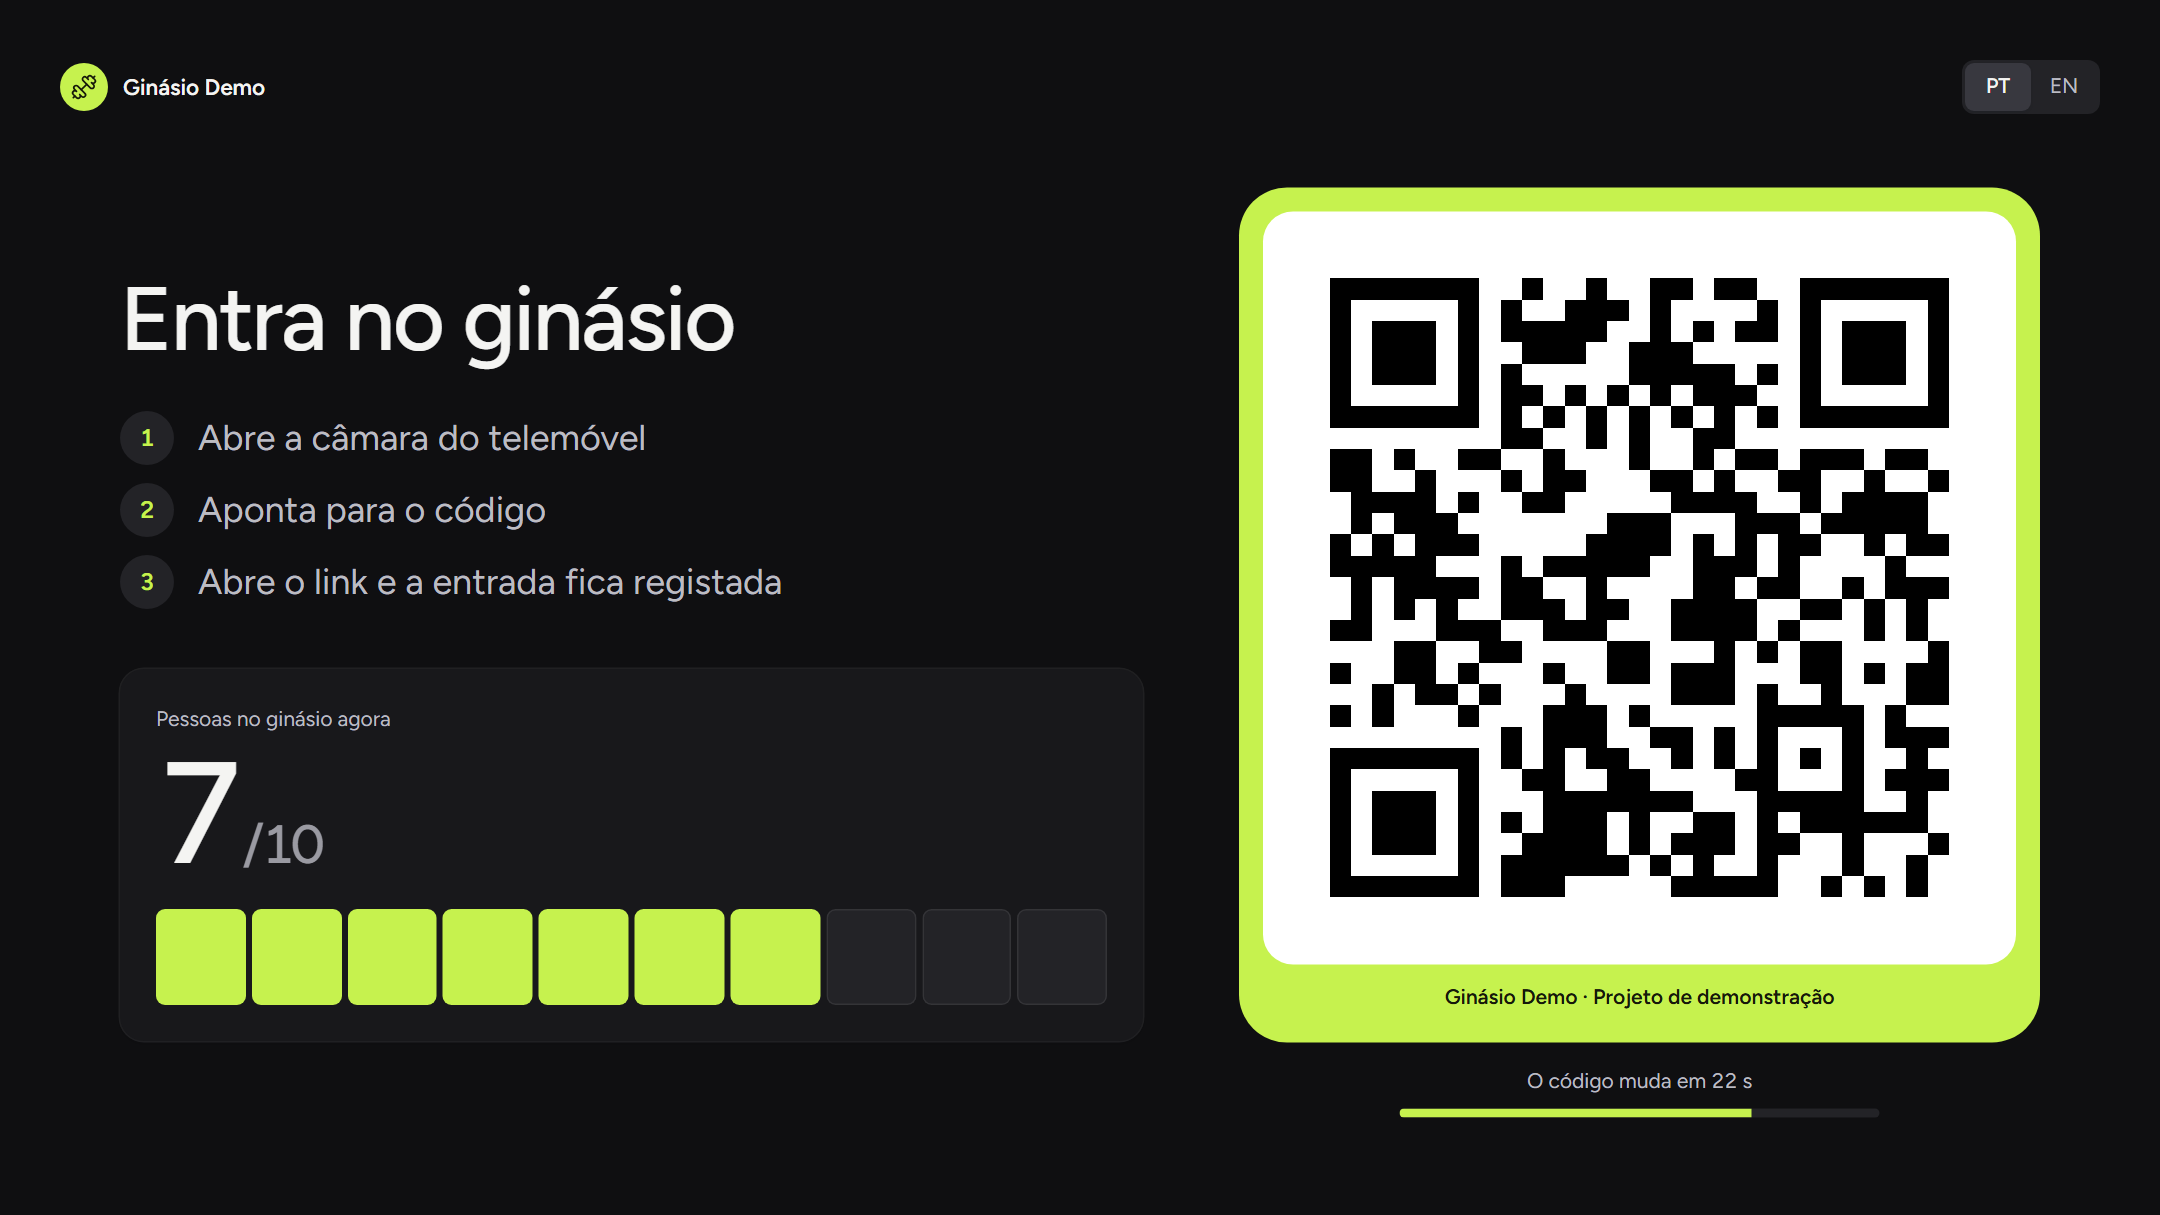 Ginásio Demo
PT EN
Entra no ginásio
1 Abre a câmara do telemóvel
2 Aponta para o código
3 Abre o link e a entrada fica registada
Pessoas no ginásio agora
7/10
Ginásio Demo · Projeto de demonstração
O código muda em 22 s